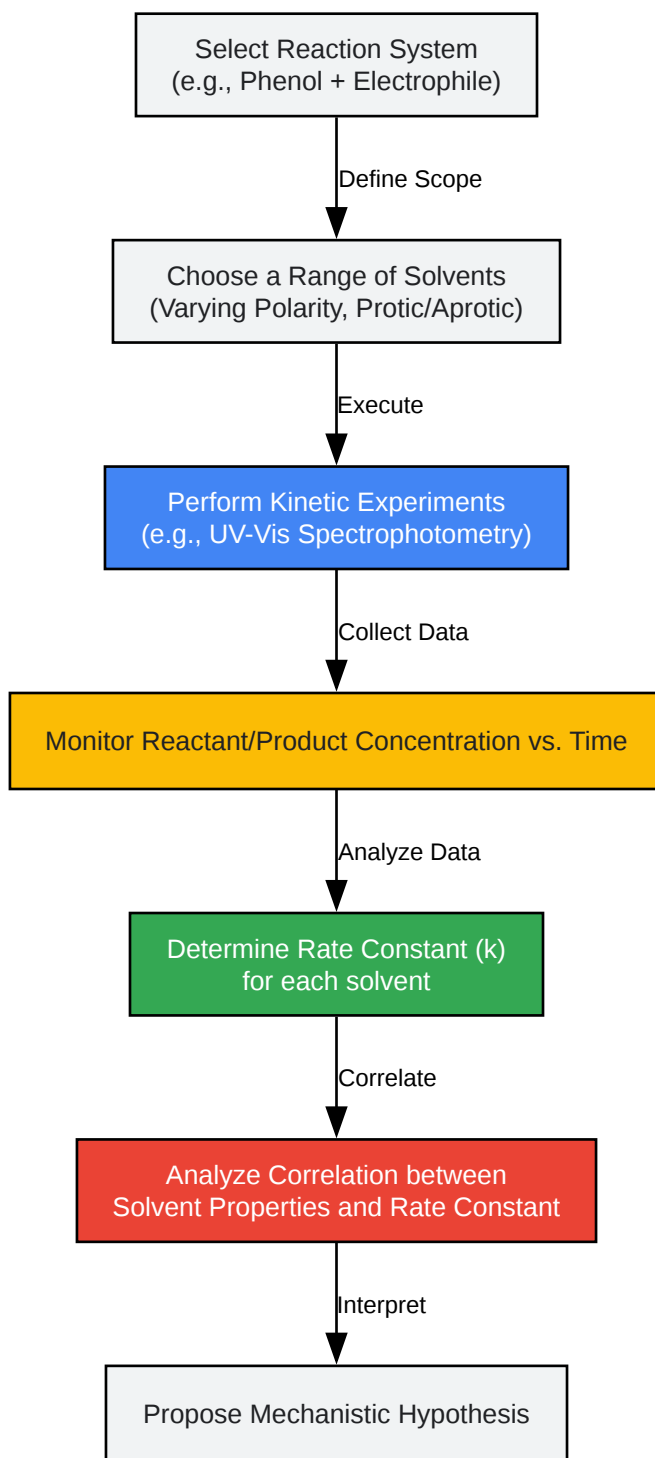 Select Reaction System
(e.g., Phenol + Electrophile)
Define Scope
Choose a Range of Solvents
(Varying Polarity, Protic/Aprotic)
Execute
Perform Kinetic Experiments
(e.g., UV-Vis Spectrophotometry)
Collect Data
Monitor Reactant/Product Concentration vs. Time
Analyze Data
Determine Rate Constant (k)
for each solvent
Correlate
Analyze Correlation between
Solvent Properties and Rate Constant
Interpret
Propose Mechanistic Hypothesis